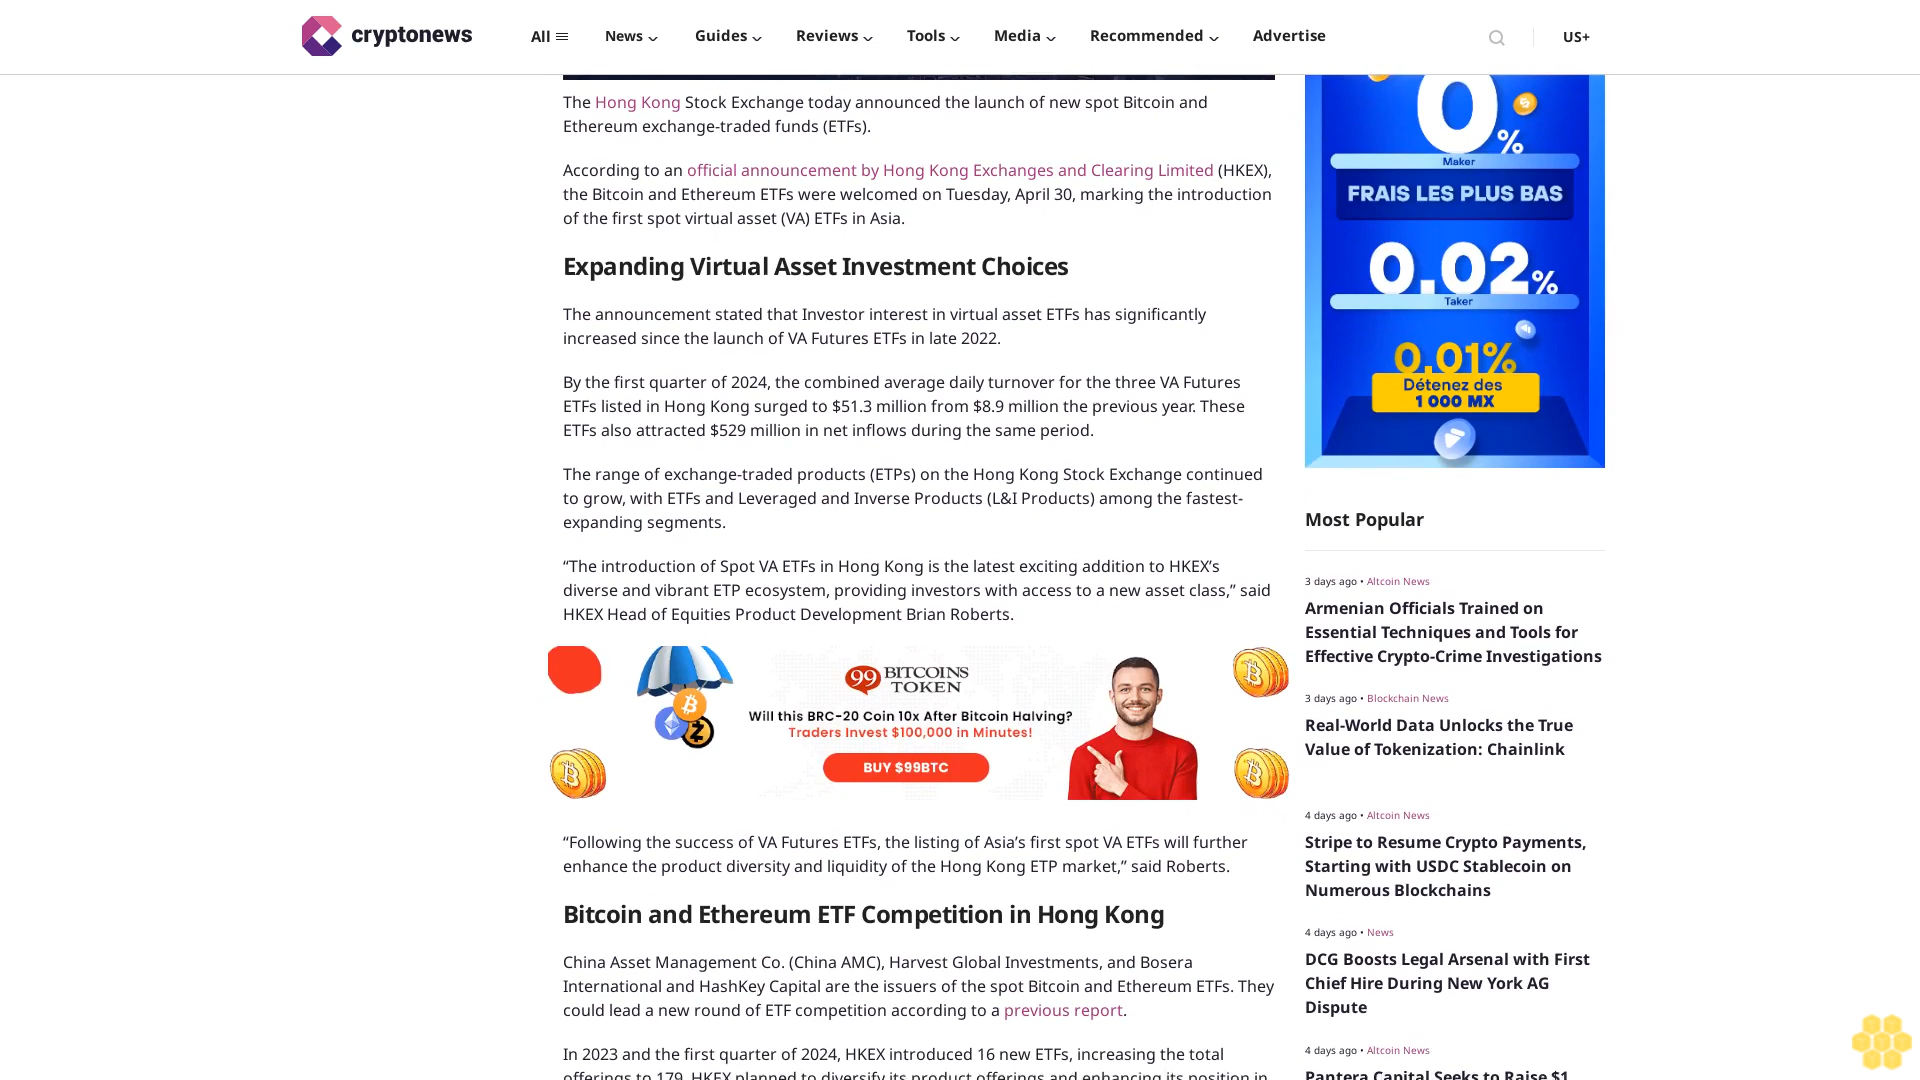 cryptonews
All
News
Guides
Reviews
Tools
Media
Recommended
Advertise
US+
The Hong Kong Stock Exchange today announced the launch of new spot Bitcoin and
Ethereum exchange-traded funds (ETFs).
According to an official announcement by Hong Kong Exchanges and Clearing Limited (HKEX),
the Bitcoin and Ethereum ETFs were welcomed on Tuesday, April 30, marking the introduction
of the first spot virtual asset (VA) ETFs in Asia.
Expanding Virtual Asset Investment Choices
The announcement stated that Investor interest in virtual asset ETFs has significantly
increased since the launch of VA Futures ETFs in late 2022.
By the first quarter of 2024, the combined average daily turnover for the three VA Futures
ETFs listed in Hong Kong surged to $51.3 million from $8.9 million the previous year. These
ETFs also attracted $529 million in net inflows during the same period.
The range of exchange-traded products (ETPs) on the Hong Kong Stock Exchange continued
to grow, with ETFs and Leveraged and Inverse Products (L&I Products) among the fastest-
expanding segments.
“The introduction of Spot VA ETFs in Hong Kong is the latest exciting addition to HKEX’s
diverse and vibrant ETP ecosystem, providing investors with access to a new asset class,” said
HKEX Head of Equities Product Development Brian Roberts.
99 BITCOINS
TOKEN
Will this BRC-20 Coin 10x After Bitcoin Halving?
Traders Invest $100,000 in Minutes!
BUY $99BTC
“Following the success of VA Futures ETFs, the listing of Asia’s first spot VA ETFs will further
enhance the product diversity and liquidity of the Hong Kong ETP market,” said Roberts.
Bitcoin and Ethereum ETF Competition in Hong Kong
China Asset Management Co. (China AMC), Harvest Global Investments, and Bosera
International and HashKey Capital are the issuers of the spot Bitcoin and Ethereum ETFs. They
could lead a new round of ETF competition according to a previous report.
In 2023 and the first quarter of 2024, HKEX introduced 16 new ETFs, increasing the total
offerings to 179. HKEX planned to diversify its product offerings and enhancing its position in
0%
Maker
FRAIS LES PLUS BAS
0.02%
Taker
0.01%
Détenez des
1 000 MX
Most Popular
3 days ago • Altcoin News
Armenian Officials Trained on
Essential Techniques and Tools for
Effective Crypto-Crime Investigations
3 days ago • Blockchain News
Real-World Data Unlocks the True
Value of Tokenization: Chainlink
4 days ago • Altcoin News
Stripe to Resume Crypto Payments,
Starting with USDC Stablecoin on
Numerous Blockchains
4 days ago • News
DCG Boosts Legal Arsenal with First
Chief Hire During New York AG
Dispute
4 days ago • Altcoin News
Pantera Capital Seeks to Raise $1